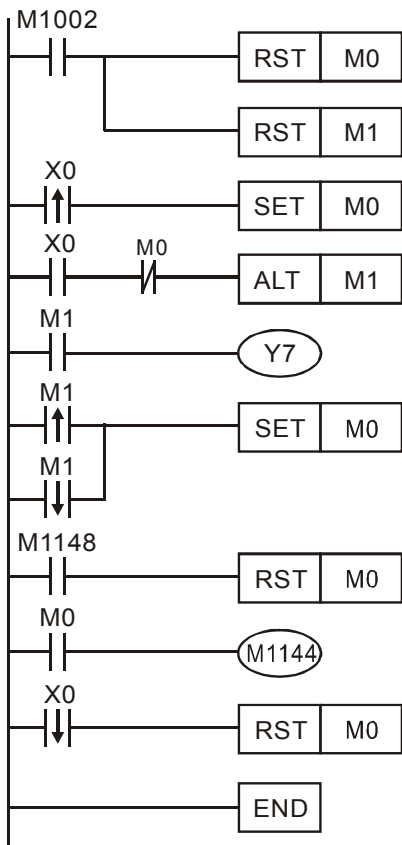 M1002
RST M0
RST M1
X0
SET M0
X0
M0
ALT M1
M1
Y7
M1
SET M0
M1
M1148
RST M0
M0
M1144
X0
RST M0
END